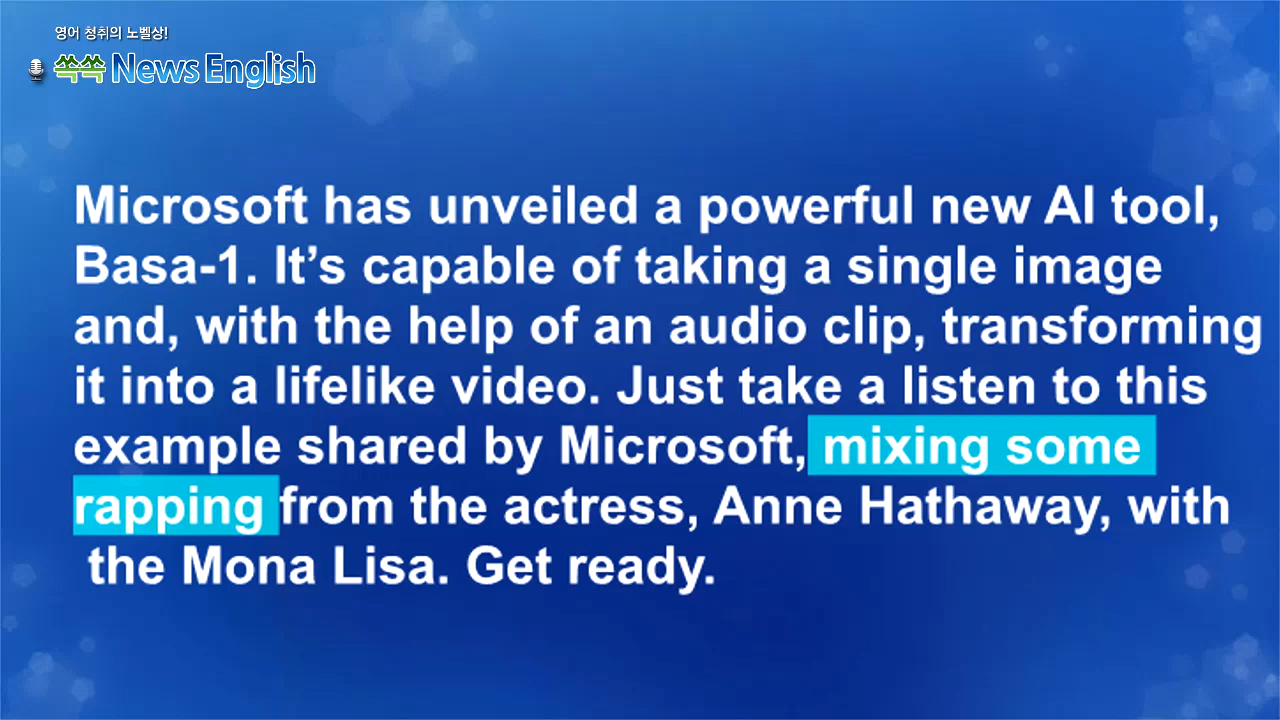 영어 청취의 노벨상!
쏙쏙 News English
Microsoft has unveiled a powerful new AI tool,
Basa-1. It’s capable of taking a single image
and, with the help of an audio clip, transforming
it into a lifelike video. Just take a listen to this
example shared by Microsoft, mixing some
rapping from the actress, Anne Hathaway, with
the Mona Lisa. Get ready.